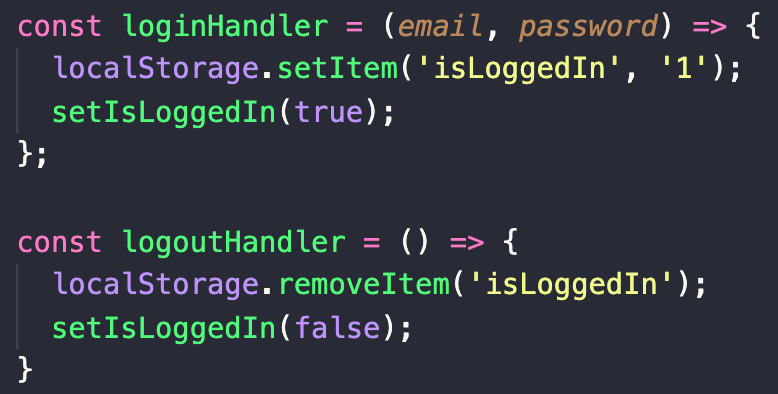 const loginHandler = (email, password) => {
  localStorage.setItem('isLoggedIn', '1');
  setIsLoggedIn(true);
};

const logoutHandler = () => {
  localStorage.removeItem('isLoggedIn');
  setIsLoggedIn(false);
}